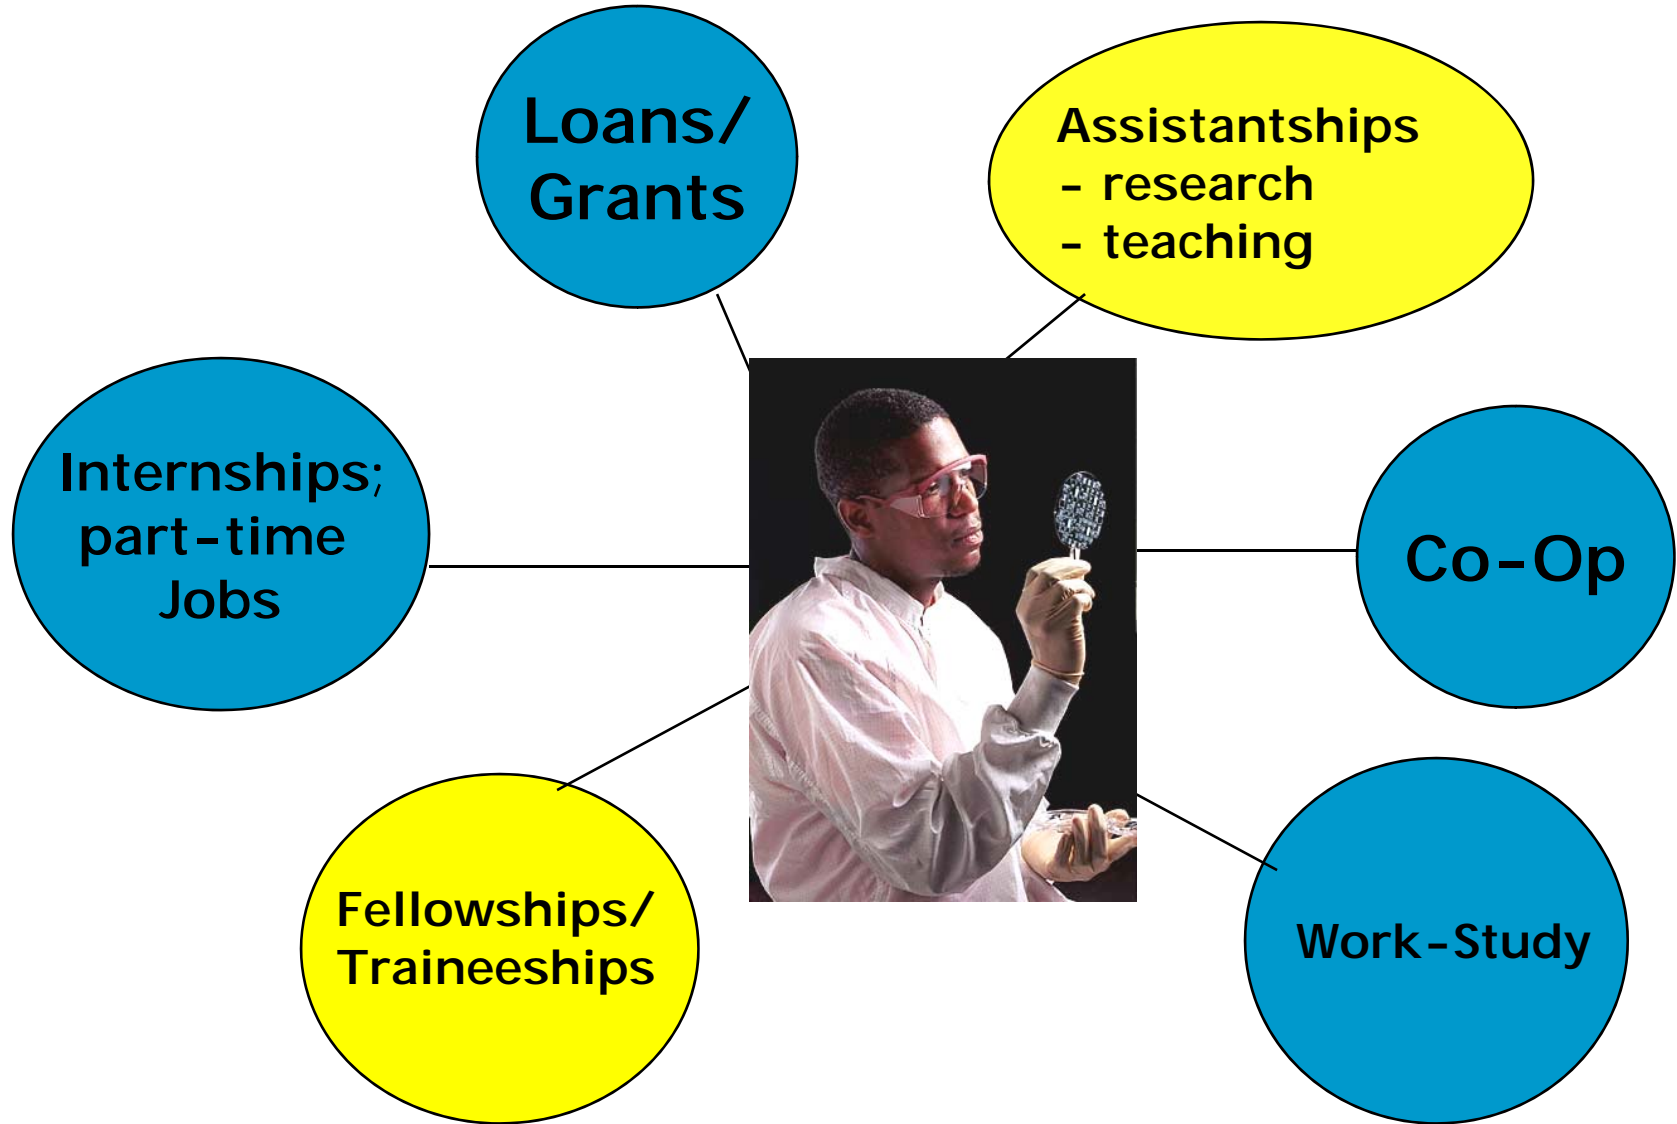 Loans/
Grants
Assistantships
- research
- teaching
Internships;
part-time
Jobs
Co-Op
Fellowships/
Traineeships
Work-Study